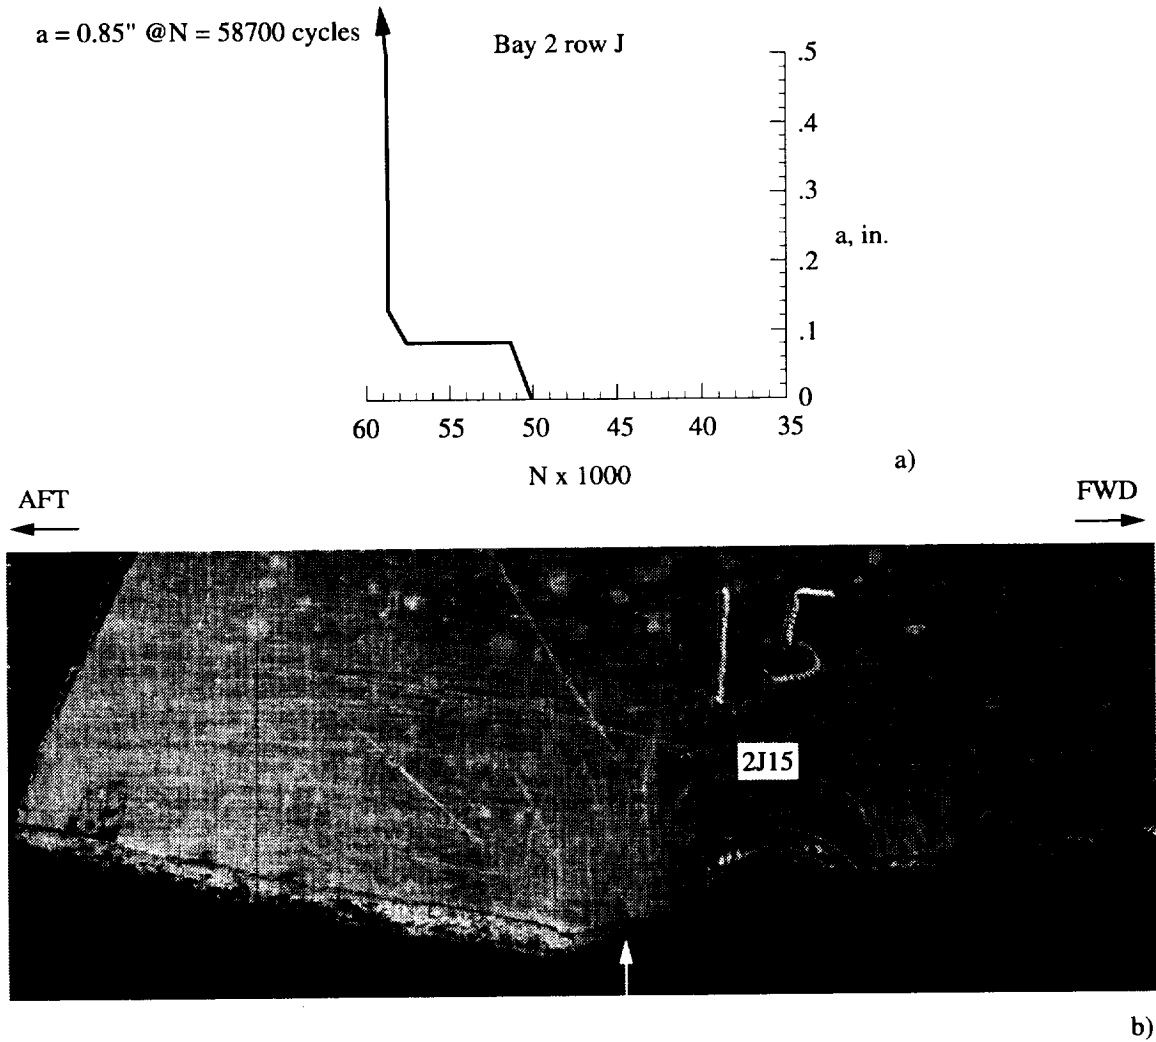 a = 0.85" @N = 58700 cycles
Bay 2 row J
.5
.4
.3
a, in.
.2
.1
0
60 55 50 45 40 35
N x 1000
a)
AFT
FWD
2J15
b)